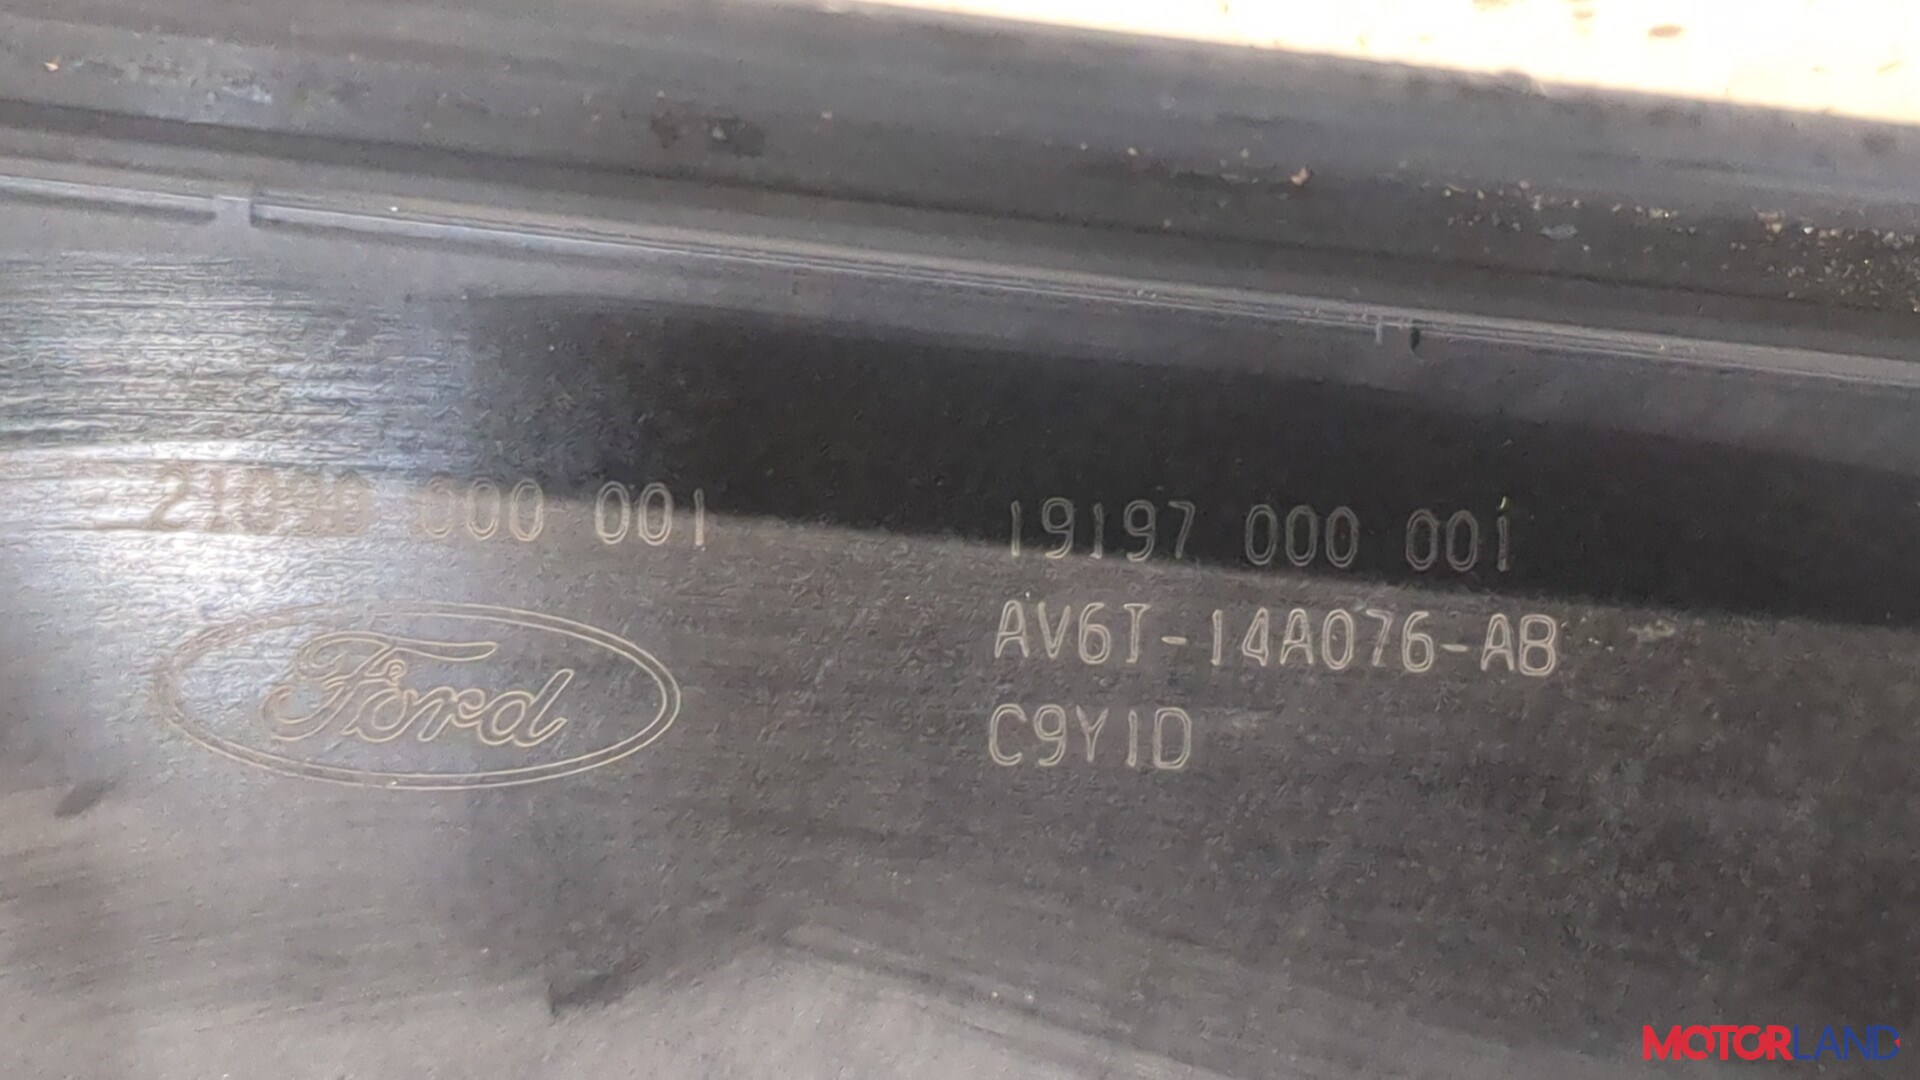 000 001
19197 000 001
Ford
AV6T-14A076-AB
C9Y1D
MOTORLAND